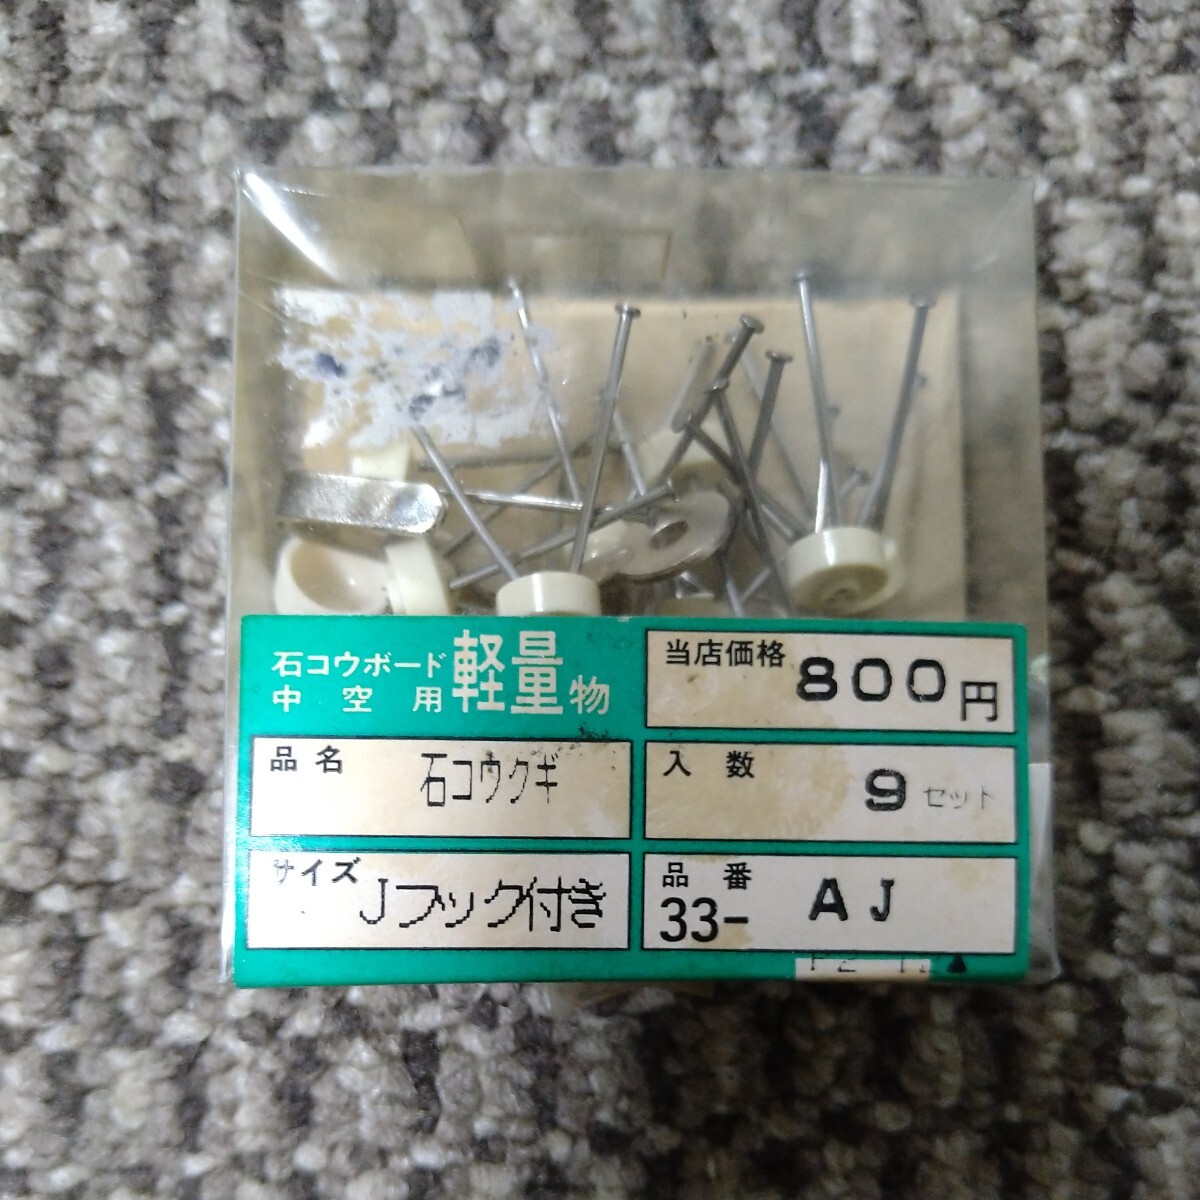 石コウボード
中空用
軽量物
当店価格
800円
品名
石コウクギ
入数
9セット
サイズ
Jフック付き
品番
33-AJ